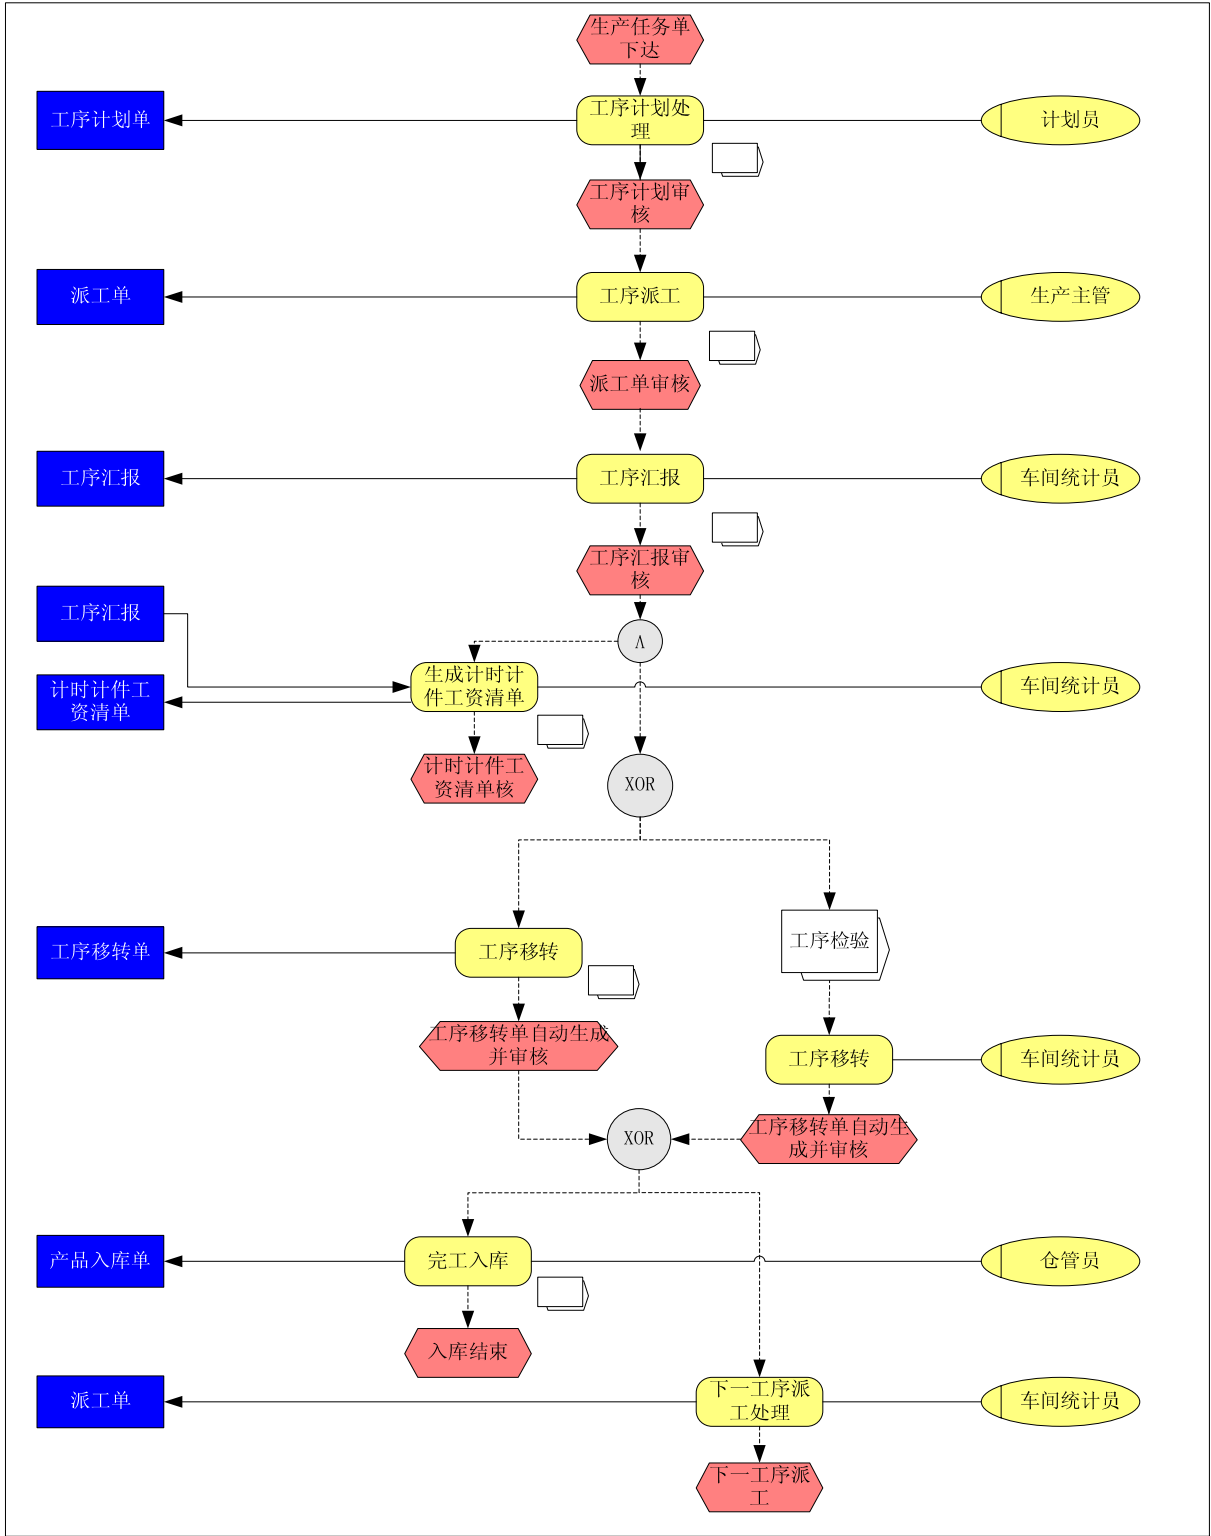 生产任务单
下达
工序计划单
工序计划处
理
计划员
工序计划审
核
派工单
工序派工
生产主管
派工单审核
工序汇报
工序汇报
车间统计员
工序汇报审
核
工序汇报
Λ
计时计件工
资清单
生成计时计
件工资清单
车间统计员
计时计件工
资清单核
XOR
工序移转单
工序移转
工序检验
工序移转单自动生成
并审核
工序移转
车间统计员
XOR
工序移转单自动生
成并审核
产品入库单
完工入库
仓管员
入库结束
派工单
下一工序派
工处理
车间统计员
下一工序派
工